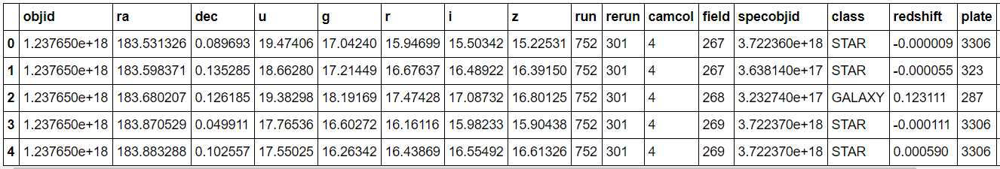 objid ra dec u g r i z run rerun camcol field specobjid class redshift plate
0 1.237650e+18 183.531326 0.089693 19.47406 17.04240 15.94699 15.50342 15.22531 752 301 4 267 3.722360e+18 STAR -0.000009 3306
1 1.237650e+18 183.598371 0.135285 18.66280 17.21449 16.67637 16.48922 16.39150 752 301 4 267 3.638140e+17 STAR -0.000055 323
2 1.237650e+18 183.680207 0.126185 19.38298 18.19169 17.47428 17.08732 16.80125 752 301 4 268 3.232740e+17 GALAXY 0.123111 287
3 1.237650e+18 183.870529 0.049911 17.76536 16.60272 16.16116 15.98233 15.90438 752 301 4 269 3.722370e+18 STAR -0.000111 3306
4 1.237650e+18 183.883288 0.102557 17.55025 16.26342 16.43869 16.55492 16.61326 752 301 4 269 3.722370e+18 STAR 0.000590 3306